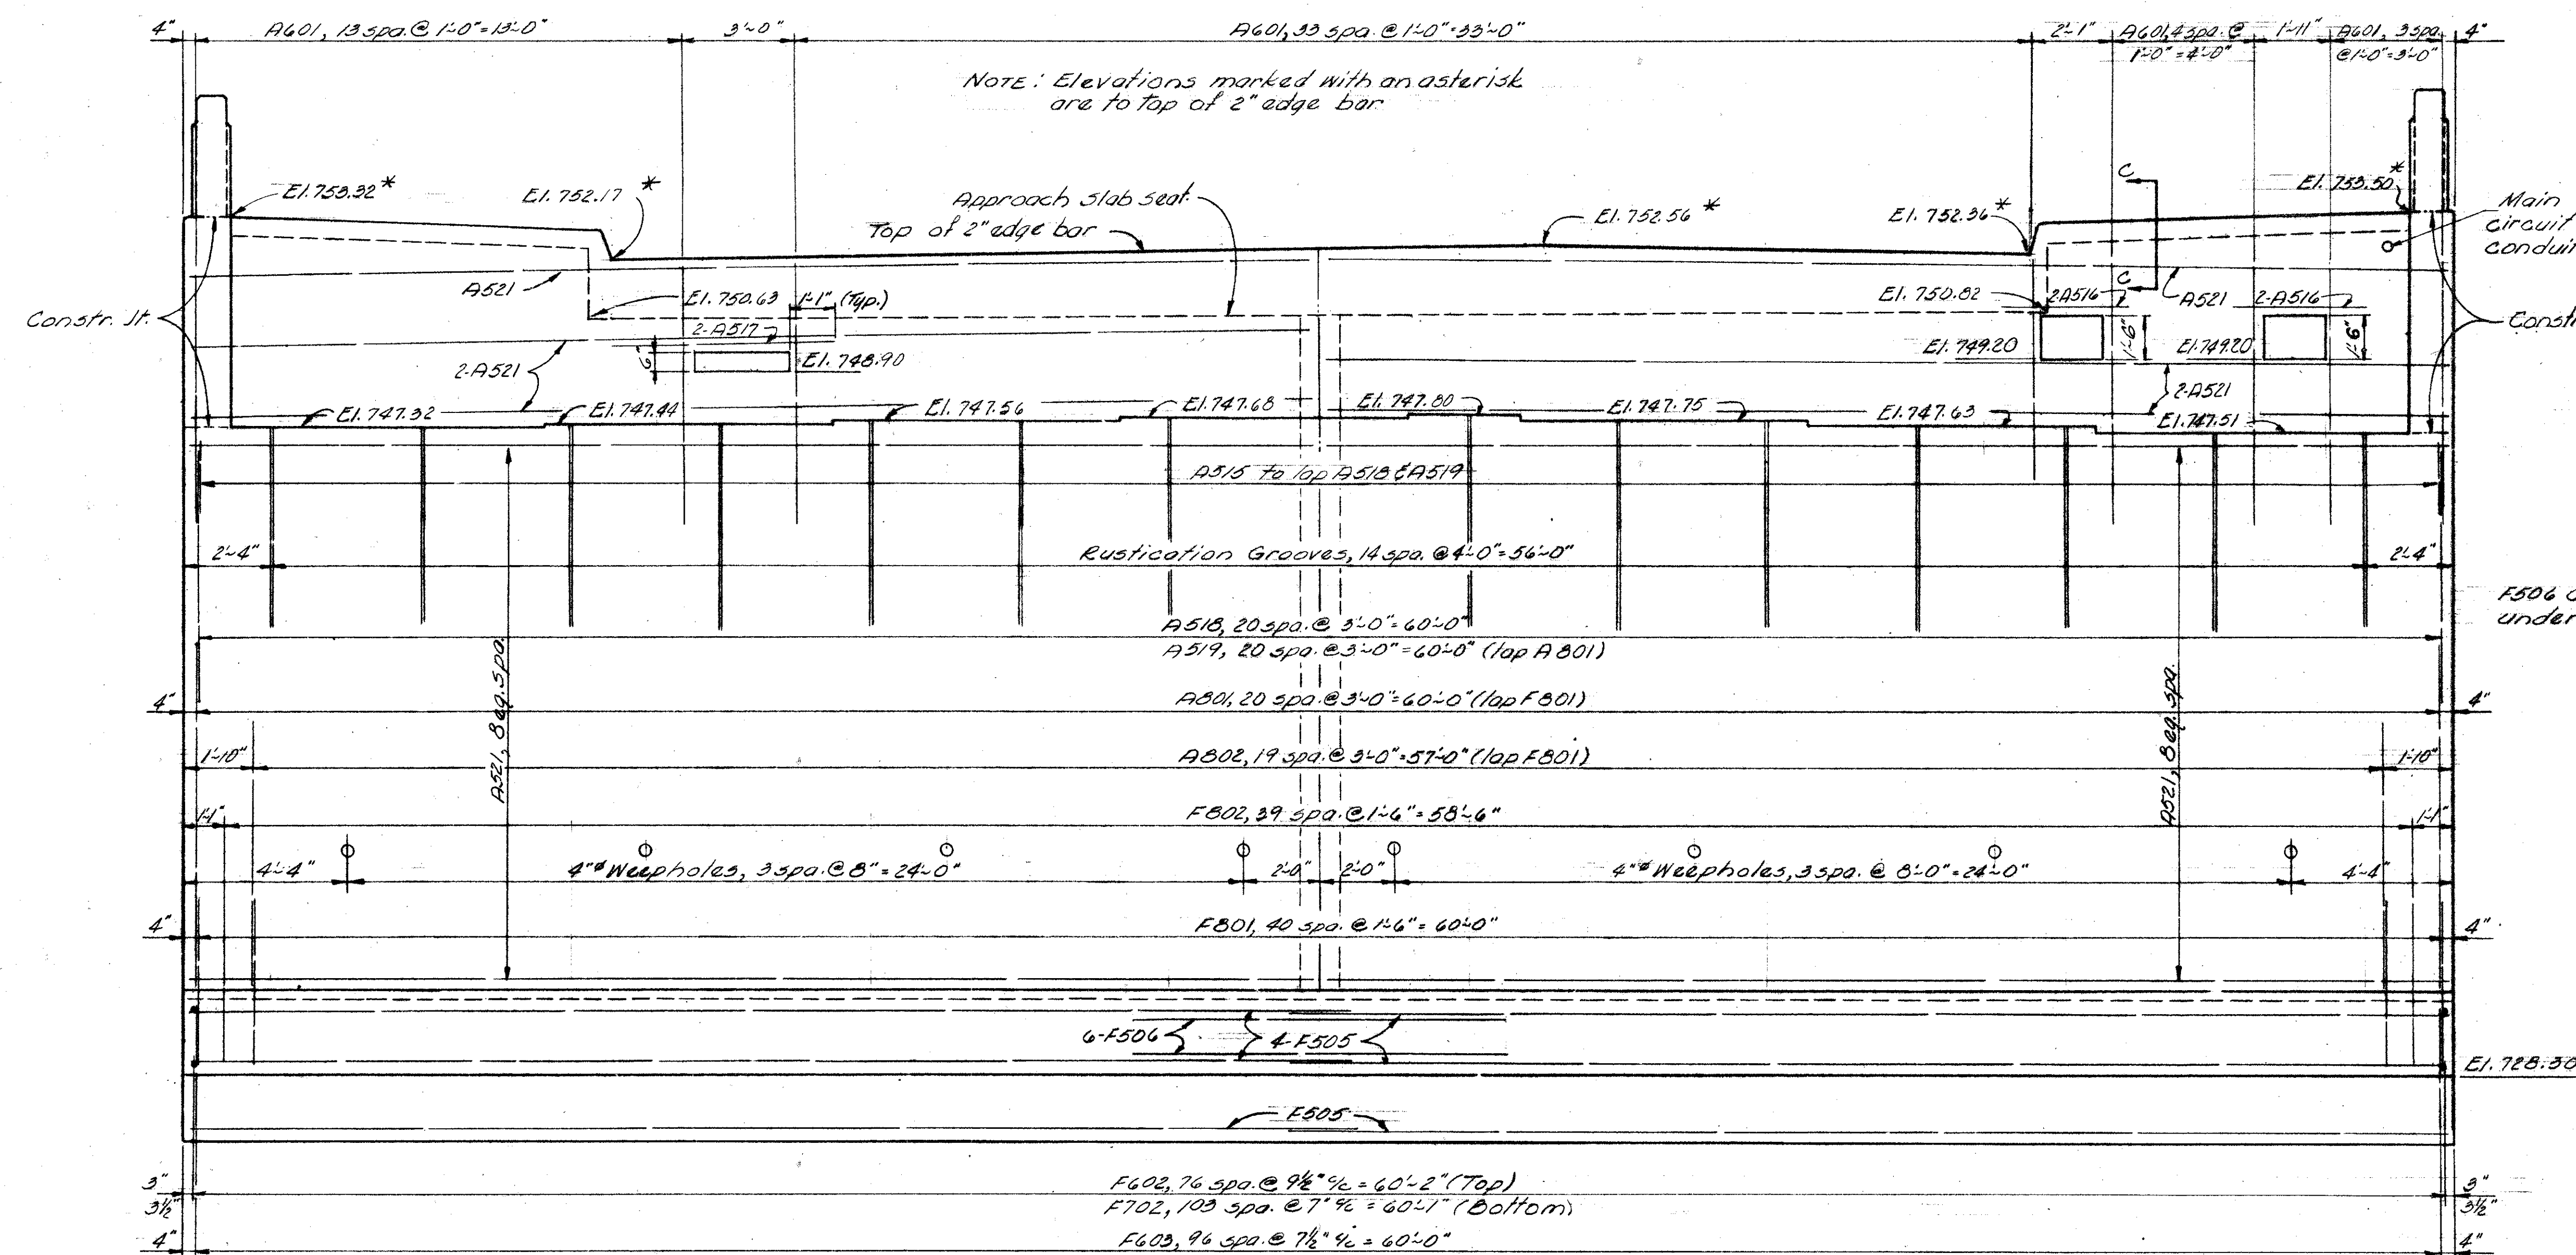 4"
A601, 13 spa. @ 1'-0" = 13'-0"
3'-0"
A601, 33 spa. @ 1'-0" = 33'-0"
2'-1"
A601, 4 spa. @
1'-0" = 4'-0"
1'-11"
A601, 3 spa.
@ 1'-0" = 3'-0"
4"
NOTE: Elevations marked with an asterisk
are to top of 2" edge bar
El. 753.32 *
El. 752.17 *
Approach slab seat
Top of 2" edge bar
El. 752.56 *
El. 752.36 *
C
El. 753.50 *
Main
circuit
conduit
A521
El. 750.63
1'-1" (Typ.)
El. 750.82
2-A516
C
A521
2-A516
Constr. Jt.
2-A517
6"
El. 748.90
El. 749.20
1'-6"
El. 749.20
1'-6"
Const
2-A521
2-A521
El. 747.32
El. 747.44
El. 747.56
El. 747.68
El. 747.80
El. 747.75
El. 747.63
El. 747.51
A515 to lap A518 & A519
2'-4"
Rustication Grooves, 14 spa. @ 4'-0" = 56'-0"
2'-4"
F506
under
A518, 20 spa. @ 3'-0" = 60'-0"
A519, 20 spa. @ 3'-0" = 60'-0" (lap A801)
A521, 8 eq. spa.
A521, 8 eq. spa.
4"
A801, 20 spa. @ 3'-0" = 60'-0" (lap F801)
4"
1'-10"
A802, 19 spa. @ 3'-0" = 57'-0" (lap F801)
1'-10"
1'-1"
F802, 39 spa. @ 1'-6" = 58'-6"
1'-1"
4'-4"
4"ø Weepholes, 3 spa. @ 8" = 24'-0"
2'-0"
2'-0"
4"ø Weepholes, 3 spa. @ 8'-0" = 24'-0"
4'-4"
4"
F801, 40 spa. @ 1'-6" = 60'-0"
4"
6-F506
4-F505
El. 728.50
F505
3"
F602, 76 spa. @ 9½" c/c = 60'-2" (Top)
3"
3½"
F702, 103 spa. @ 7" c/c = 60'-1" (Bottom)
3½"
4"
F603, 96 spa. @ 7½" c/c = 60'-0"
4"